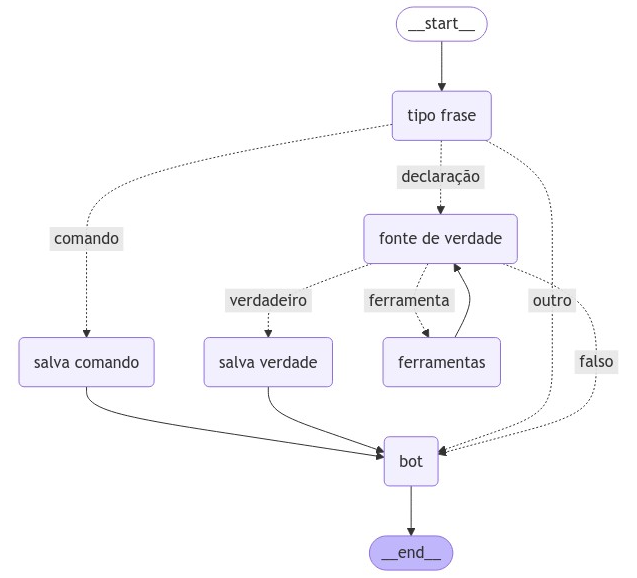 __start__
tipo frase
declaração
comando
fonte de verdade
verdadeiro
ferramenta
outro
salva comando
salva verdade
ferramentas
falso
bot
__end__